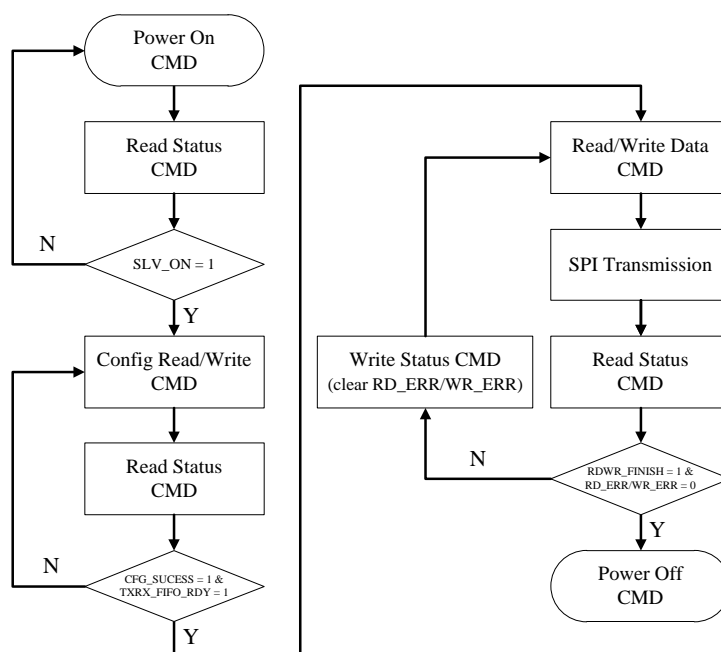 Power On
CMD
Read Status
CMD
N
SLV_ON = 1
Y
Config Read/Write
CMD
Read Status
CMD
N
CFG_SUCESS = 1 &
TXRX_FIFO_RDY = 1
Y
Read/Write Data
CMD
SPI Transmission
Write Status CMD
(clear RD_ERR/WR_ERR)
Read Status
CMD
N
RDWR_FINISH = 1 &
RD_ERR/WR_ERR = 0
Y
Power Off
CMD